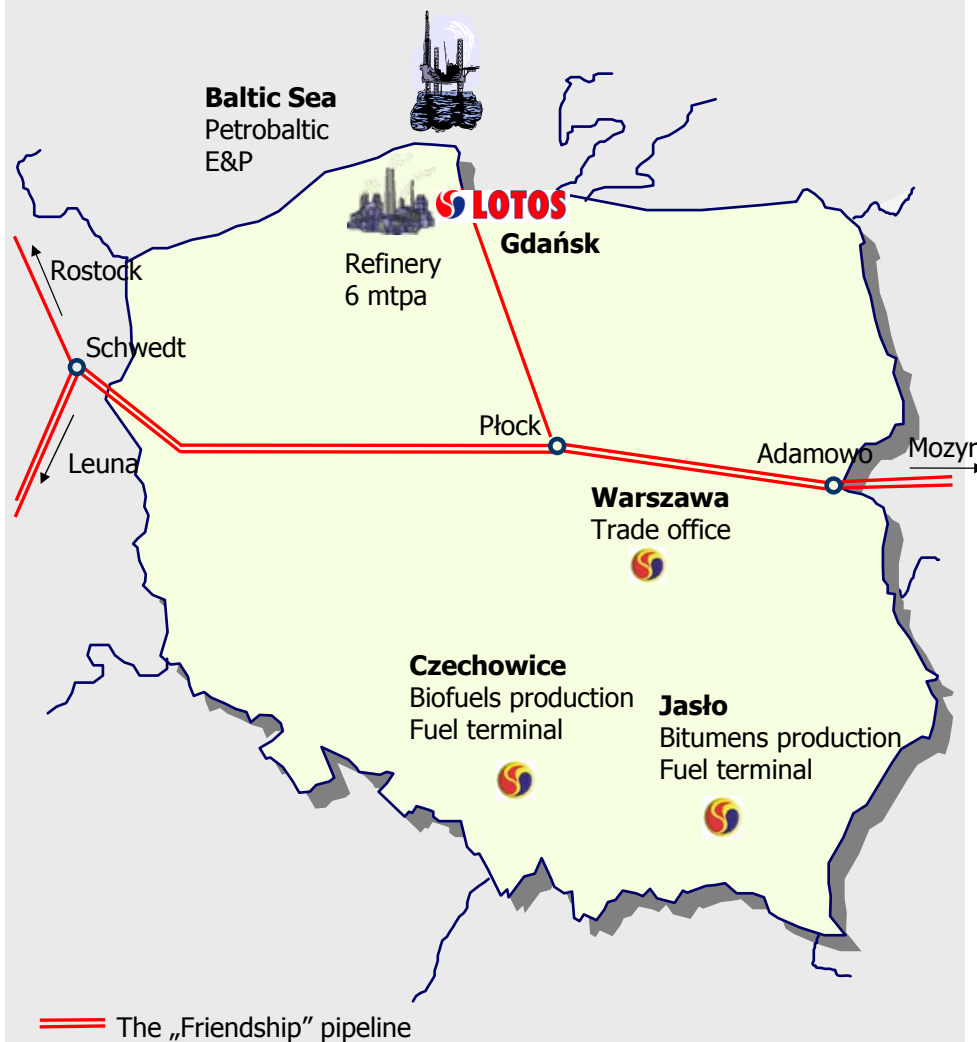 Baltic Sea
Petrobaltic
E&P
LOTOS
Gdańsk
Refinery
6 mtpa
Rostock
Schwedt
Leuna
Płock
Adamowo
Mozyr
Warszawa
Trade office
Czechowice
Biofuels production
Fuel terminal
Jasło
Bitumens production
Fuel terminal
The „Friendship” pipeline